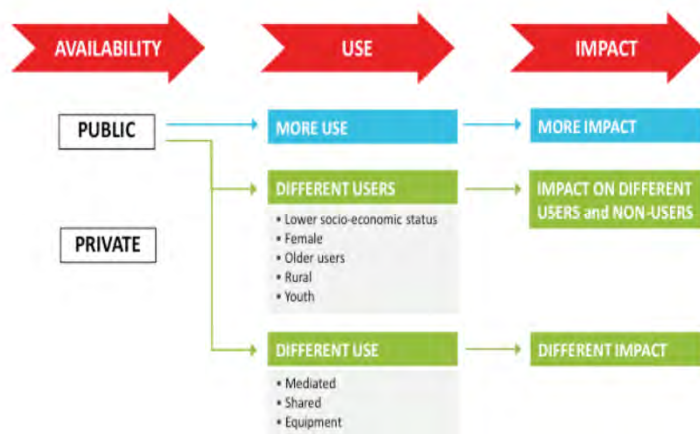 AVAILABILITY
USE
IMPACT
PUBLIC
MORE USE
MORE IMPACT
DIFFERENT USERS
• Lower socio-economic status
• Female
• Older users
• Rural
• Youth
IMPACT ON DIFFERENT
USERS and NON-USERS
PRIVATE
DIFFERENT USE
• Mediated
• Shared
• Equipment
DIFFERENT IMPACT